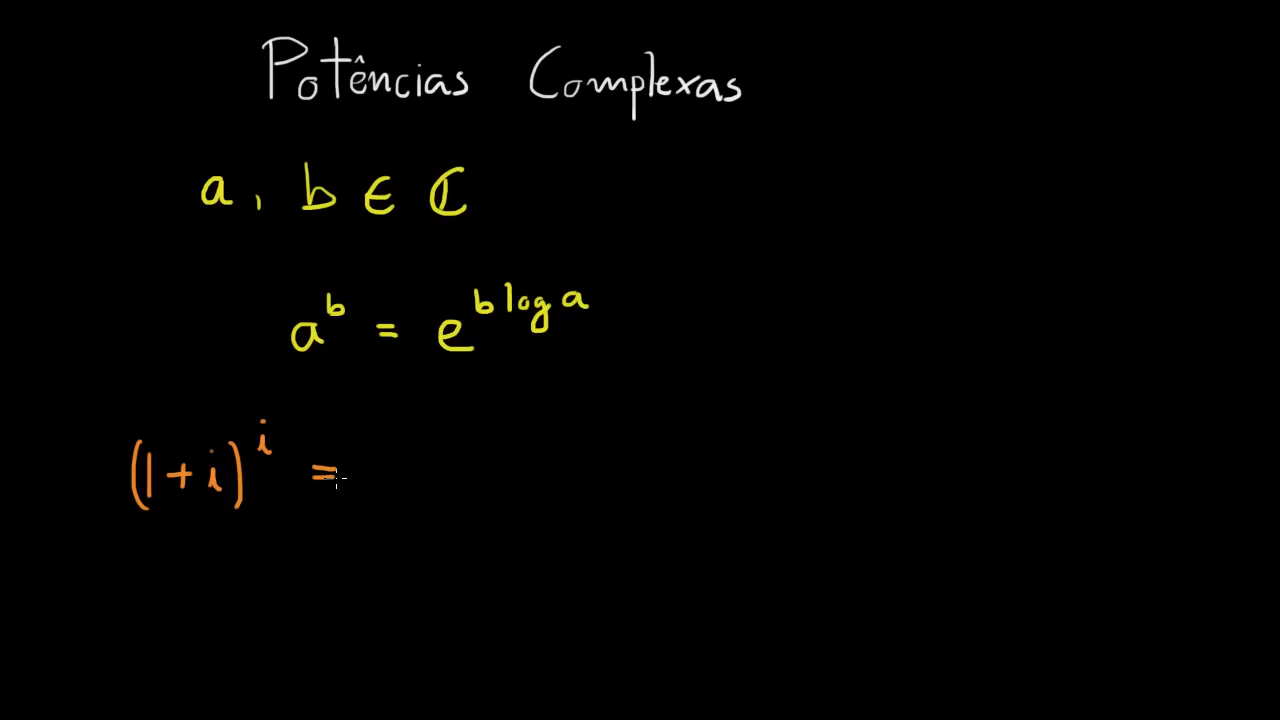 Potências Complexas
a, b ∈ ℂ
a^b = e^{b log a}
(1 + i)^i =